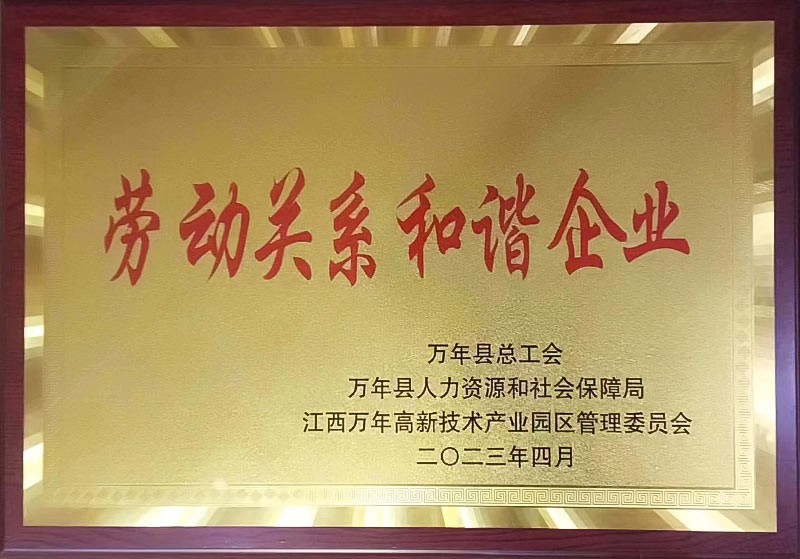 劳动关系和谐企业
万年县总工会
万年县人力资源和社会保障局
江西万年高新技术产业园区管理委员会
二〇二三年四月